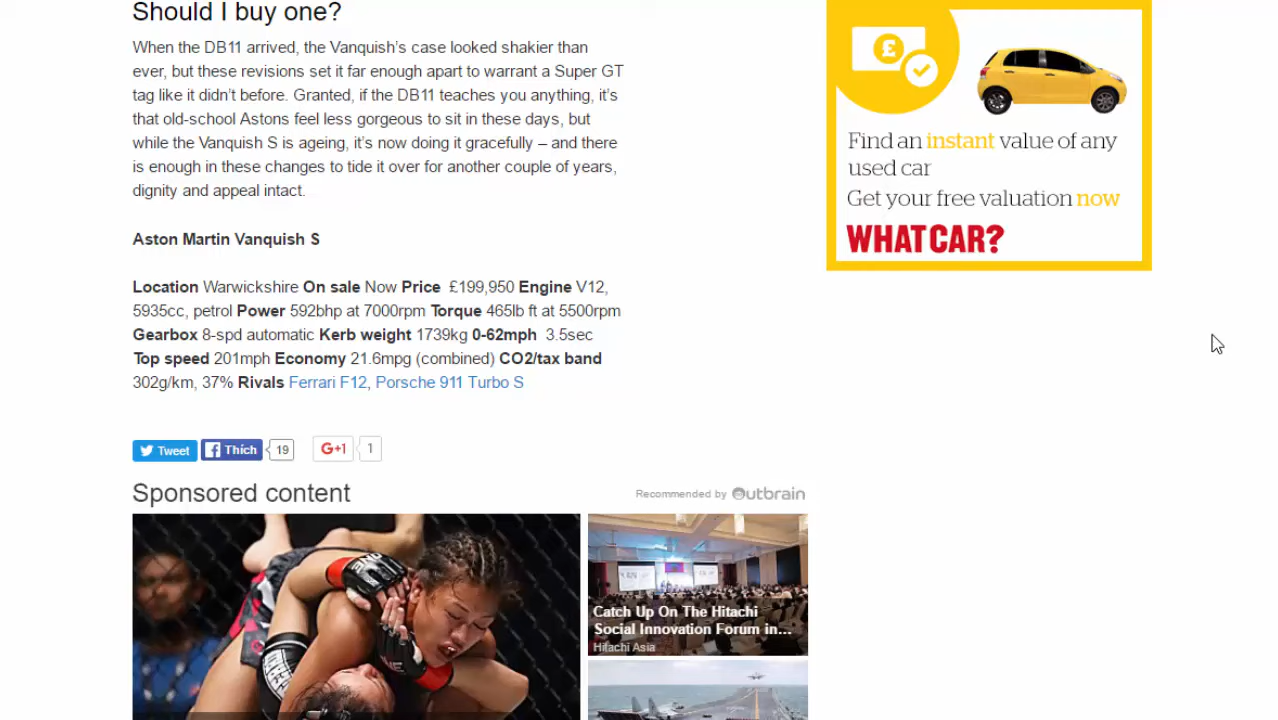 Should I buy one?
When the DB11 arrived, the Vanquish's case looked shakier than
ever, but these revisions set it far enough apart to warrant a Super GT
tag like it didn't before. Granted, if the DB11 teaches you anything, it's
that old-school Astons feel less gorgeous to sit in these days, but
while the Vanquish S is ageing, it's now doing it gracefully – and there
is enough in these changes to tide it over for another couple of years,
dignity and appeal intact.
Aston Martin Vanquish S
Location Warwickshire On sale Now Price £199,950 Engine V12,
5935cc, petrol Power 592bhp at 7000rpm Torque 465lb ft at 5500rpm
Gearbox 8-spd automatic Kerb weight 1739kg 0-62mph 3.5sec
Top speed 201mph Economy 21.6mpg (combined) CO2/tax band
302g/km, 37% Rivals Ferrari F12, Porsche 911 Turbo S
Tweet Thích 19 G+1 1
Sponsored content
Recommended by Outbrain
Catch Up On The Hitachi
Social Innovation Forum in...
Hitachi Asia
£
Find an instant value of any
used car
Get your free valuation now
WHAT CAR?